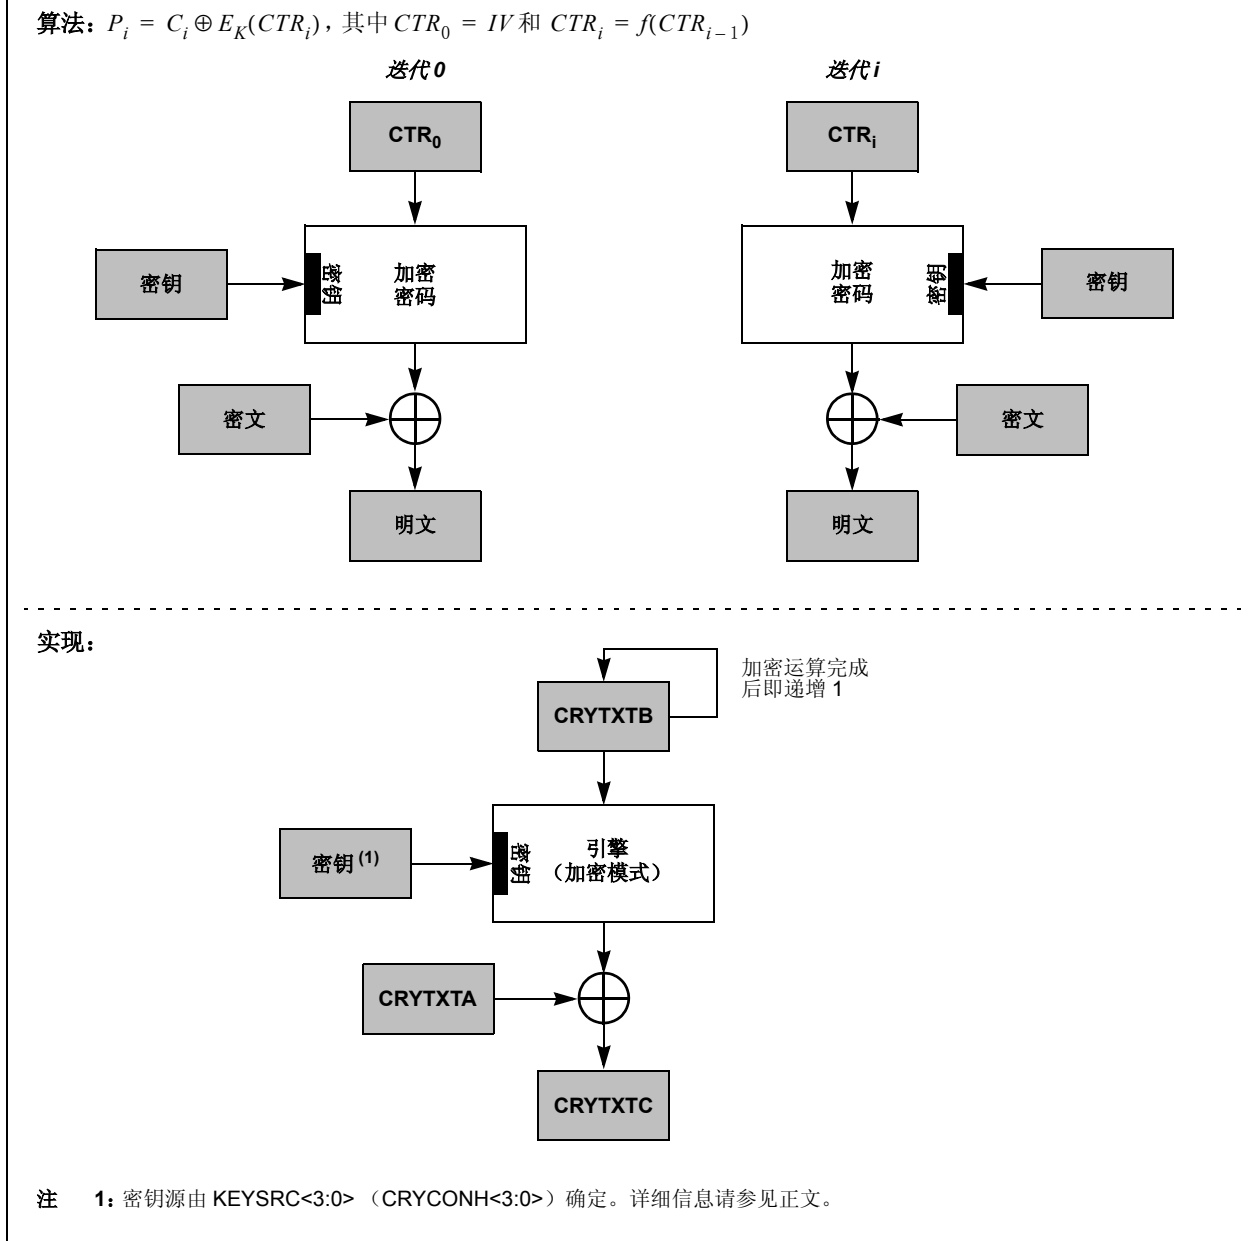 算法：P_i = C_i ⊕ E_K(CTR_i)，其中 CTR_0 = IV 和 CTR_i = f(CTR_{i-1})
迭代 0
迭代 i
CTR_0
CTR_i
密钥
密钥
加密
密码
加密
密码
密钥
密钥
密文
密文
明文
明文
实现：
加密运算完成
后即递增 1
CRYTXTB
密钥 (1)
密钥
引擎
（加密模式）
CRYTXTA
CRYTXTC
注 1: 密钥源由 KEYSRC<3:0> （CRYCONH<3:0>）确定。详细信息请参见正文。